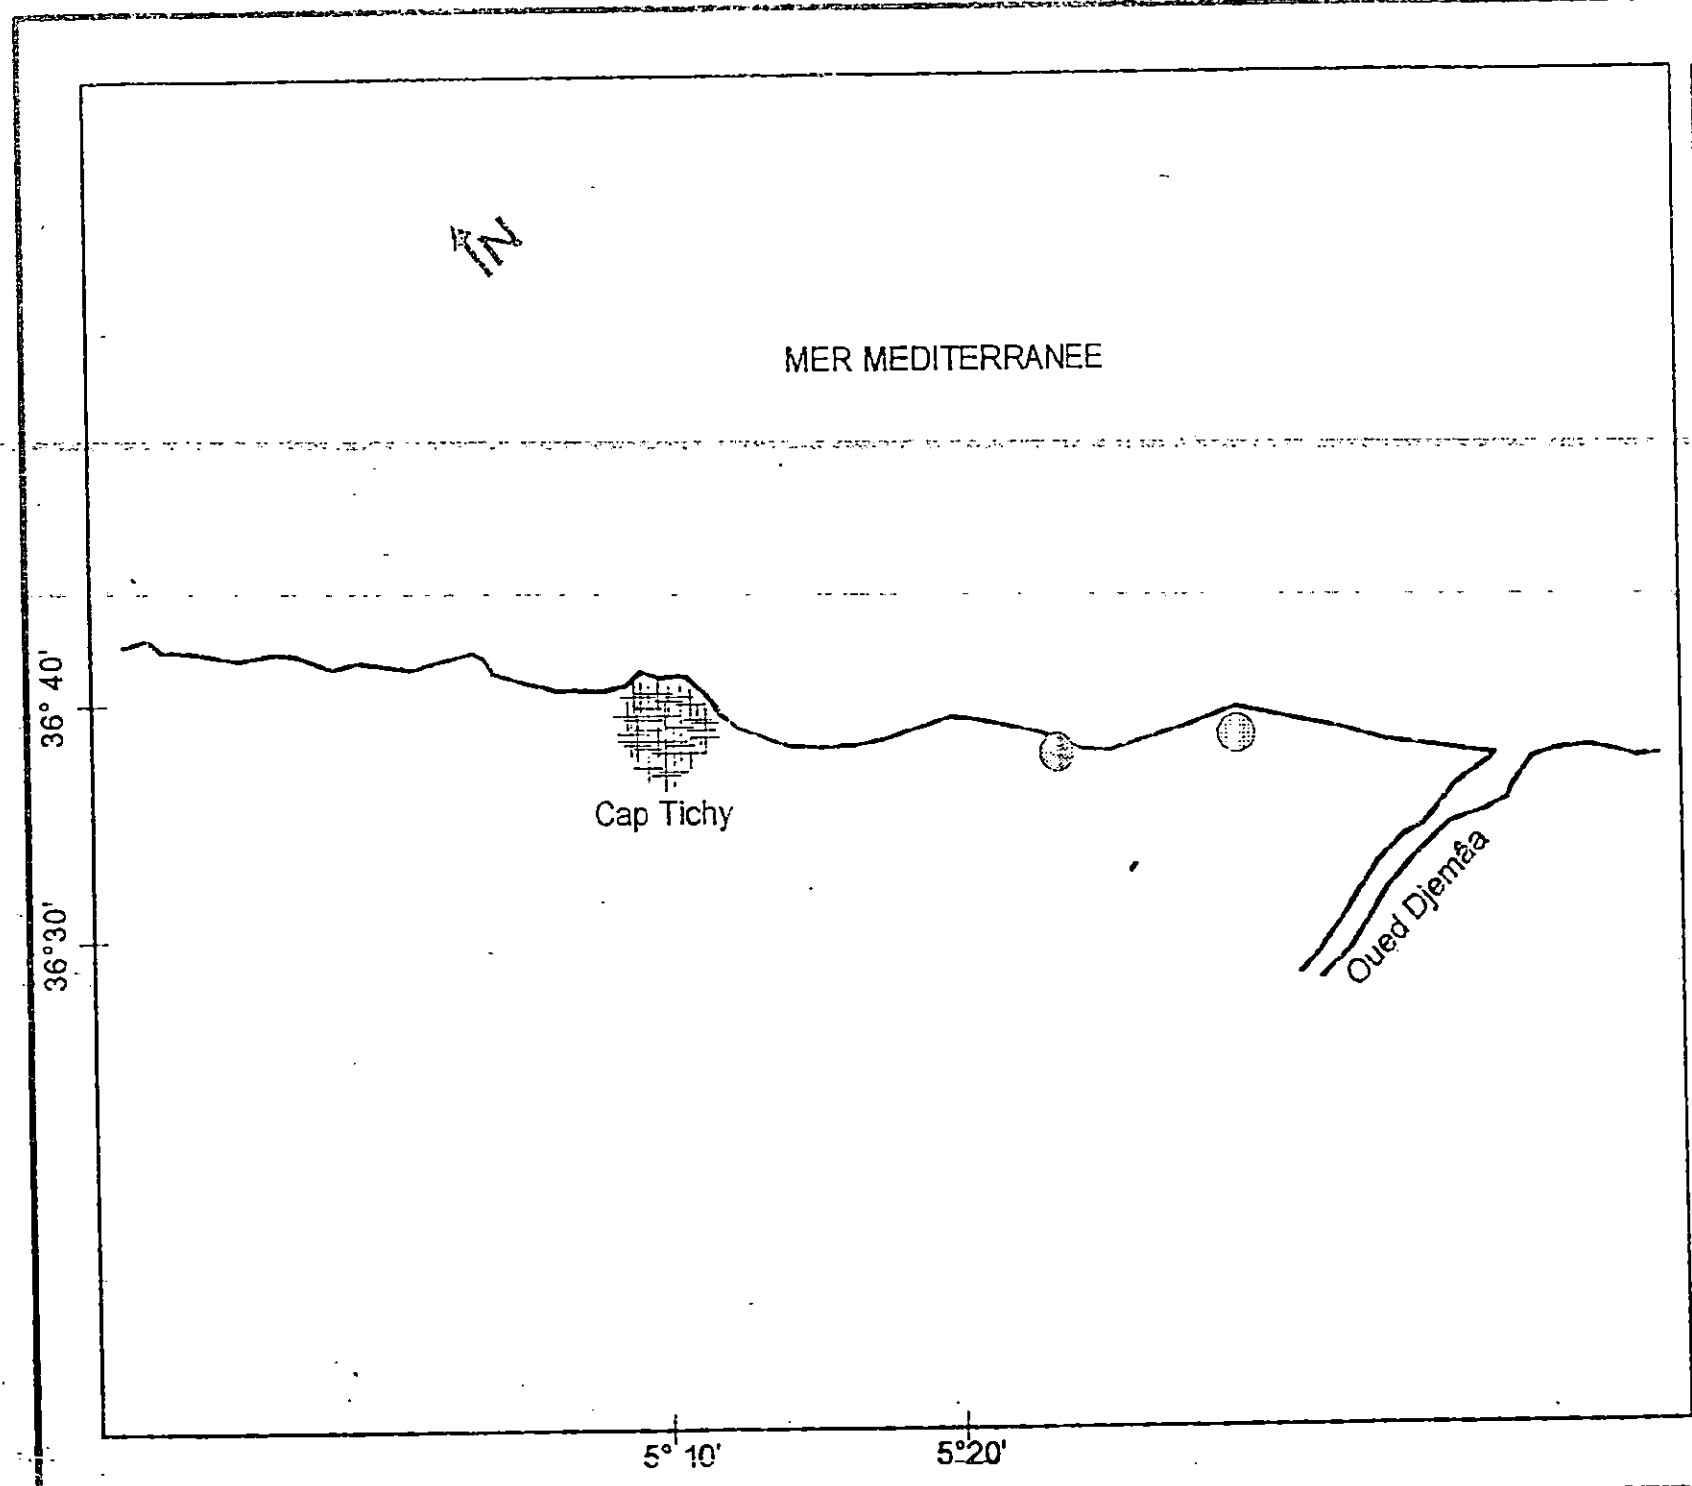 N
MER MEDITERRANEE
36° 40'
Cap Tichy
Oued Djemâa
36°30'
5° 10'
5°20'